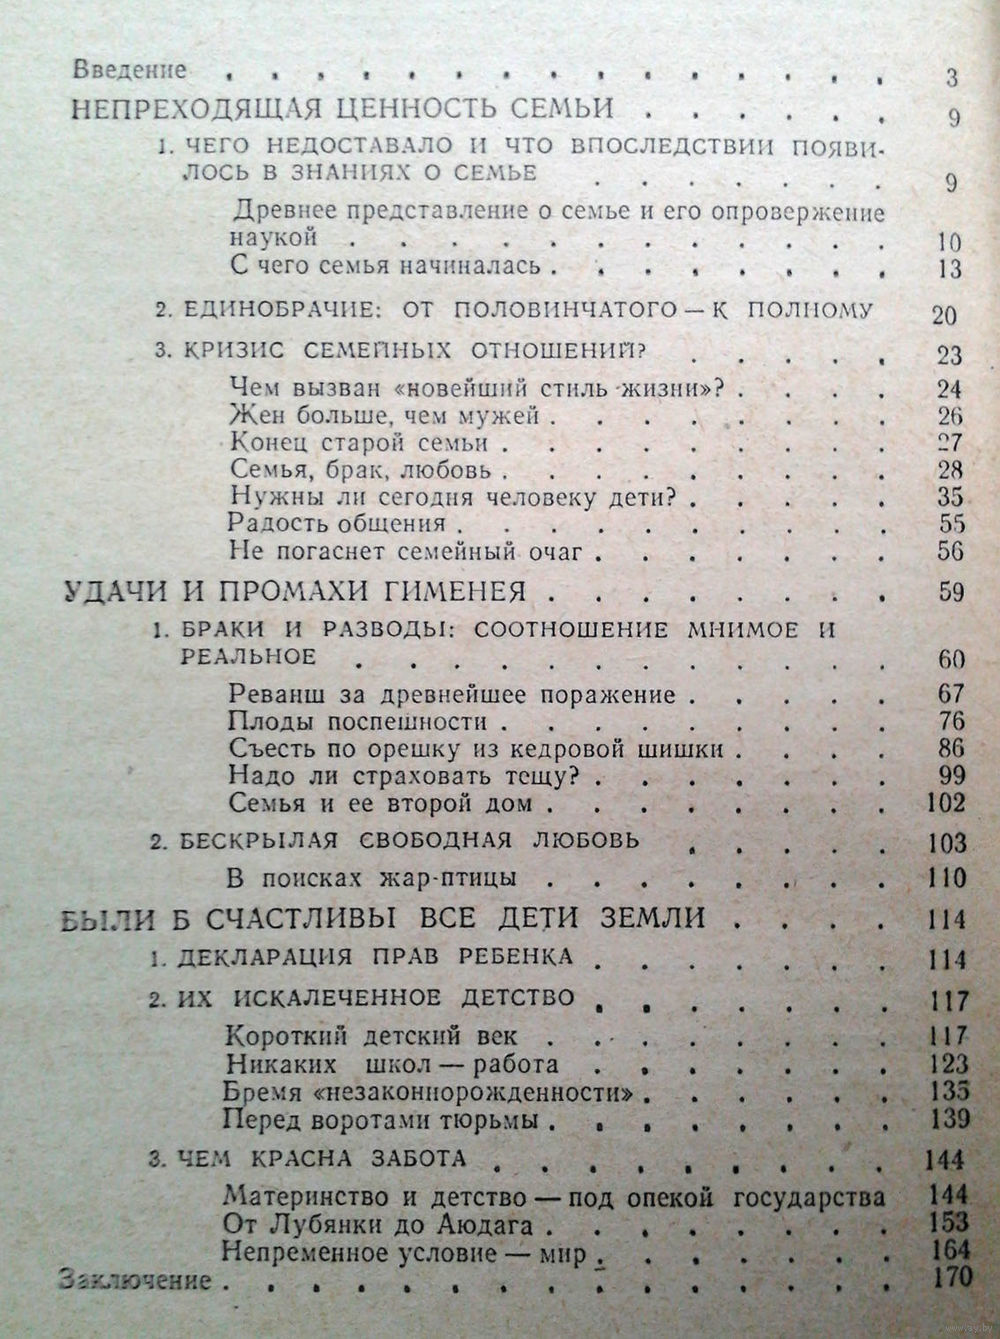 Введение . . . . . . . . . . . . . . . 3
НЕПРЕХОДЯЩАЯ ЦЕННОСТЬ СЕМЬИ . . . . . . 9
1. ЧЕГО НЕДОСТАВАЛО И ЧТО ВПОСЛЕДСТВИИ ПОЯВИ-
ЛОСЬ В ЗНАНИЯХ О СЕМЬЕ . . . . . . . 9
Древнее представление о семье и его опровержение
наукой . . . . . . . . . . . . 10
С чего семья начиналась . . . . . . . . 13
2. ЕДИНОБРАЧИЕ: ОТ ПОЛОВИНЧАТОГО — К ПОЛНОМУ 20
3. КРИЗИС СЕМЕЙНЫХ ОТНОШЕНИЙ? . . . . . 23
Чем вызван «новейший стиль жизни»? . . . . 24
Жен больше, чем мужей . . . . . . . . 26
Конец старой семьи . . . . . . . . . 27
Семья, брак, любовь . . . . . . . . . 28
Нужны ли сегодня человеку дети? . . . . . 35
Радость общения . . . . . . . . . . 55
Не погаснет семейный очаг . . . . . . . 56
УДАЧИ И ПРОМАХИ ГИМЕНЕЯ . . . . . . . . 59
1. БРАКИ И РАЗВОДЫ: СООТНОШЕНИЕ МНИМОЕ И
РЕАЛЬНОЕ . . . . . . . . . . . . 60
Реванш за древнейшее поражение . . . . . 67
Плоды поспешности . . . . . . . . . 76
Съесть по орешку из кедровой шишки . . . . 86
Надо ли страховать тещу? . . . . . . . 99
Семья и ее второй дом . . . . . . . . 102
2. БЕСКРЫЛАЯ СВОБОДНАЯ ЛЮБОВЬ . . . . . 103
В поисках жар-птицы . . . . . . . . 110
БЫЛИ Б СЧАСТЛИВЫ ВСЕ ДЕТИ ЗЕМЛИ . . . . 114
1. ДЕКЛАРАЦИЯ ПРАВ РЕБЕНКА . . . . . . . 114
2. ИХ ИСКАЛЕЧЕННОЕ ДЕТСТВО . . . . . . . 117
Короткий детский век . . . . . . . . 117
Никаких школ — работа . . . . . . . 123
Бремя «незаконнорожденности» . . . . . . 135
Перед воротами тюрьмы . . . . . . . . 139
3. ЧЕМ КРАСНА ЗАБОТА . . . . . . . . . 144
Материнство и детство — под опекой государства 144
От Лубянки до Аюдага . . . . . . . . 153
Непременное условие — мир . . . . . . . 164
Заключение . . . . . . . . . . . . . . . 170
www.ay.by